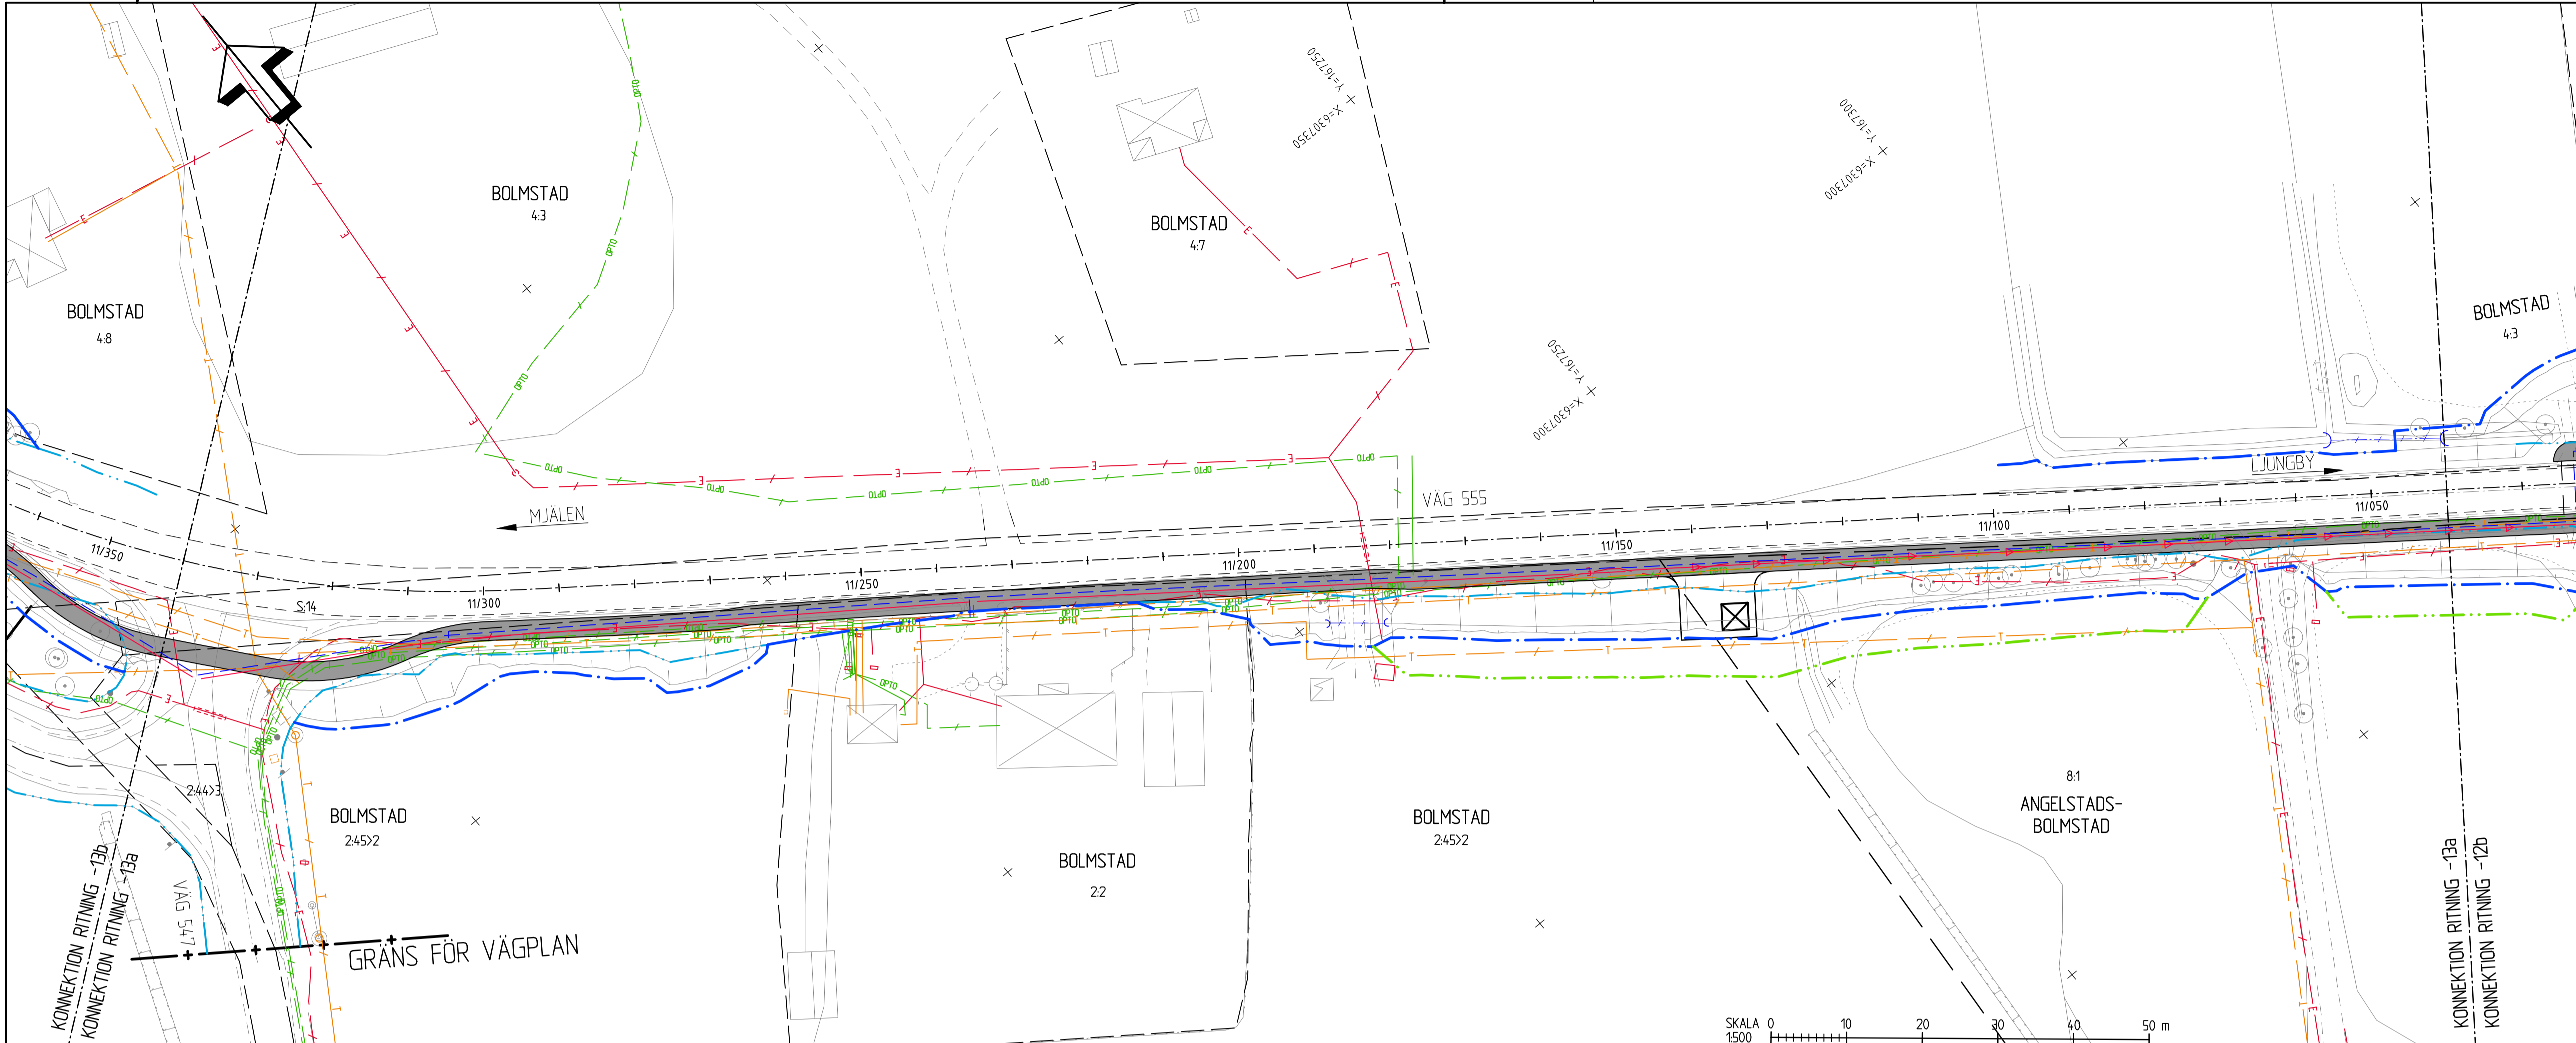 BOLMSTAD
4:3
BOLMSTAD
4:7
BOLMSTAD
4:8
BOLMSTAD
4:3
Y=167250
X=6307350
Y=167300
X=6307300
Y=167250
X=6307300
MJÄLEN
VÄG 555
LJUNGBY
11/350
11/300
11/250
11/200
11/150
11/100
11/050
S:14
OPTO
E
T
2:44>3
BOLMSTAD
2:45>2
BOLMSTAD
2:2
BOLMSTAD
2:45>2
8:1
ANGELSTADS-
BOLMSTAD
VÄG 547
GRÄNS FÖR VÄGPLAN
KONNEKTION RITNING -13b
KONNEKTION RITNING -13a
KONNEKTION RITNING -13a
KONNEKTION RITNING -12b
SKALA 0 10 20 30 40 50 m
1:500